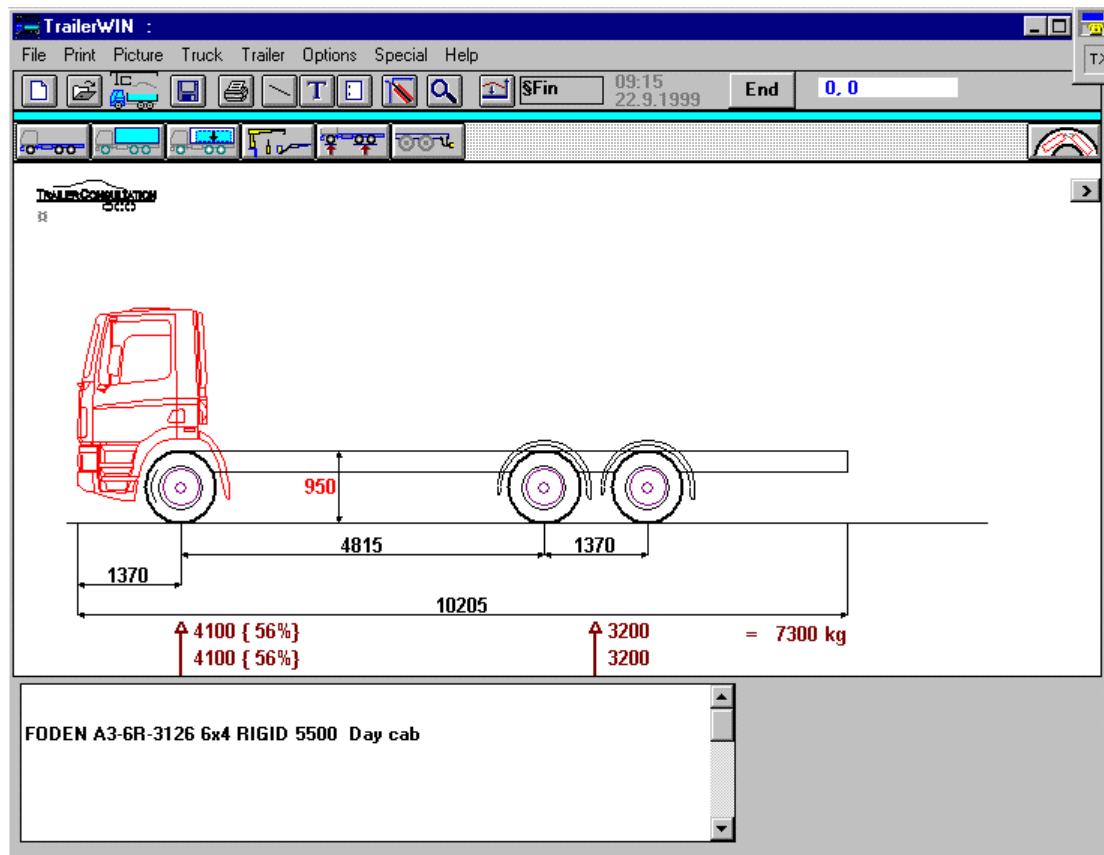 TrailerWIN :
File Print Picture Truck Trailer Options Special Help
T §Fin 09:15 22.9.1999 End 0, 0
TX
TRAILERCONSULTATION
>
950
4815 1370
1370
10205
4100 { 56%} 3200 = 7300 kg
4100 { 56%} 3200
FODEN A3-6R-3126 6x4 RIGID 5500 Day cab